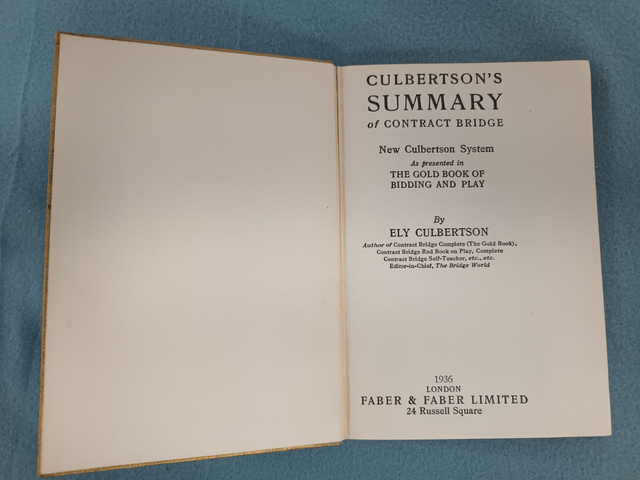 CULBERTSON'S
SUMMARY
of CONTRACT BRIDGE
New Culbertson System
As presented in
THE GOLD BOOK OF
BIDDING AND PLAY
By
ELY CULBERTSON
Author of Contract Bridge Complete (The Gold Book),
Contract Bridge Red Book on Play, Complete
Contract Bridge Self-Teacher, etc., etc.
Editor-in-Chief, The Bridge World
1936
LONDON
FABER & FABER LIMITED
24 Russell Square